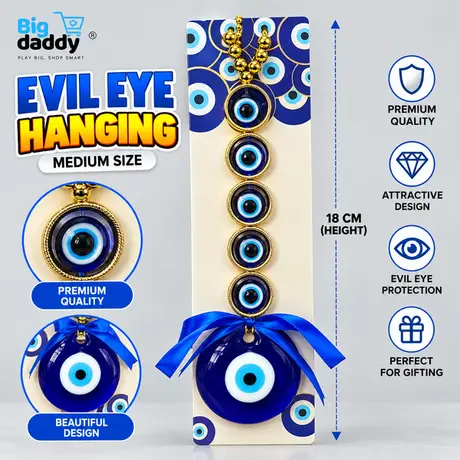 Big
daddy ®
PLAY BIG, SHOP SMART
EVIL EYE
HANGING
MEDIUM SIZE
PREMIUM
QUALITY
BEAUTIFUL
DESIGN
18 CM
(HEIGHT)
PREMIUM
QUALITY
ATTRACTIVE
DESIGN
EVIL EYE
PROTECTION
PERFECT
FOR GIFTING